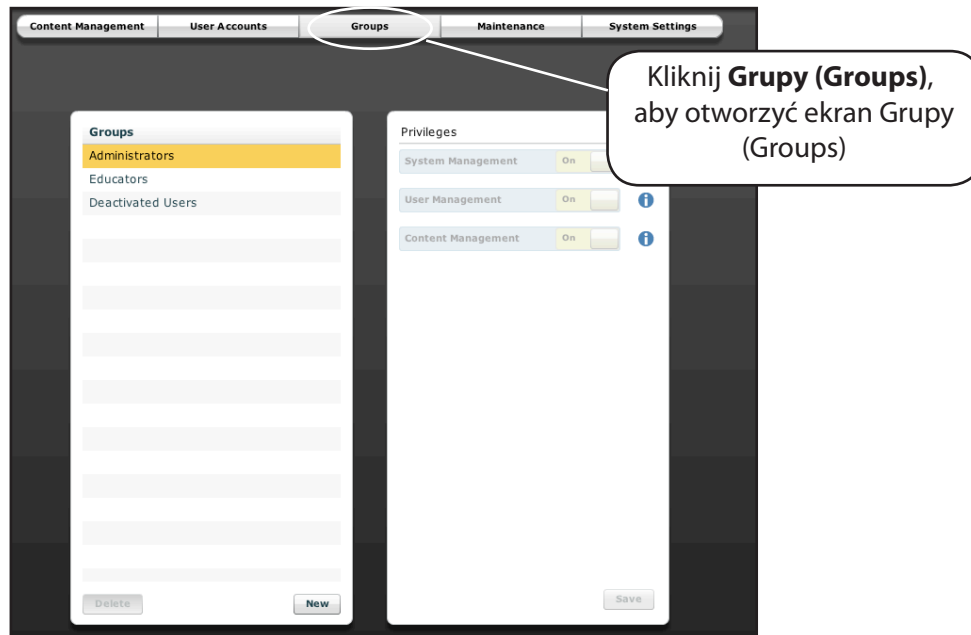 Content Management User Accounts Groups Maintenance System Settings
Kliknij Grupy (Groups),
aby otworzyć ekran Grupy
(Groups)
Groups
Administrators
Educators
Deactivated Users
Delete New
Privileges
System Management On
User Management On
Content Management On
Save